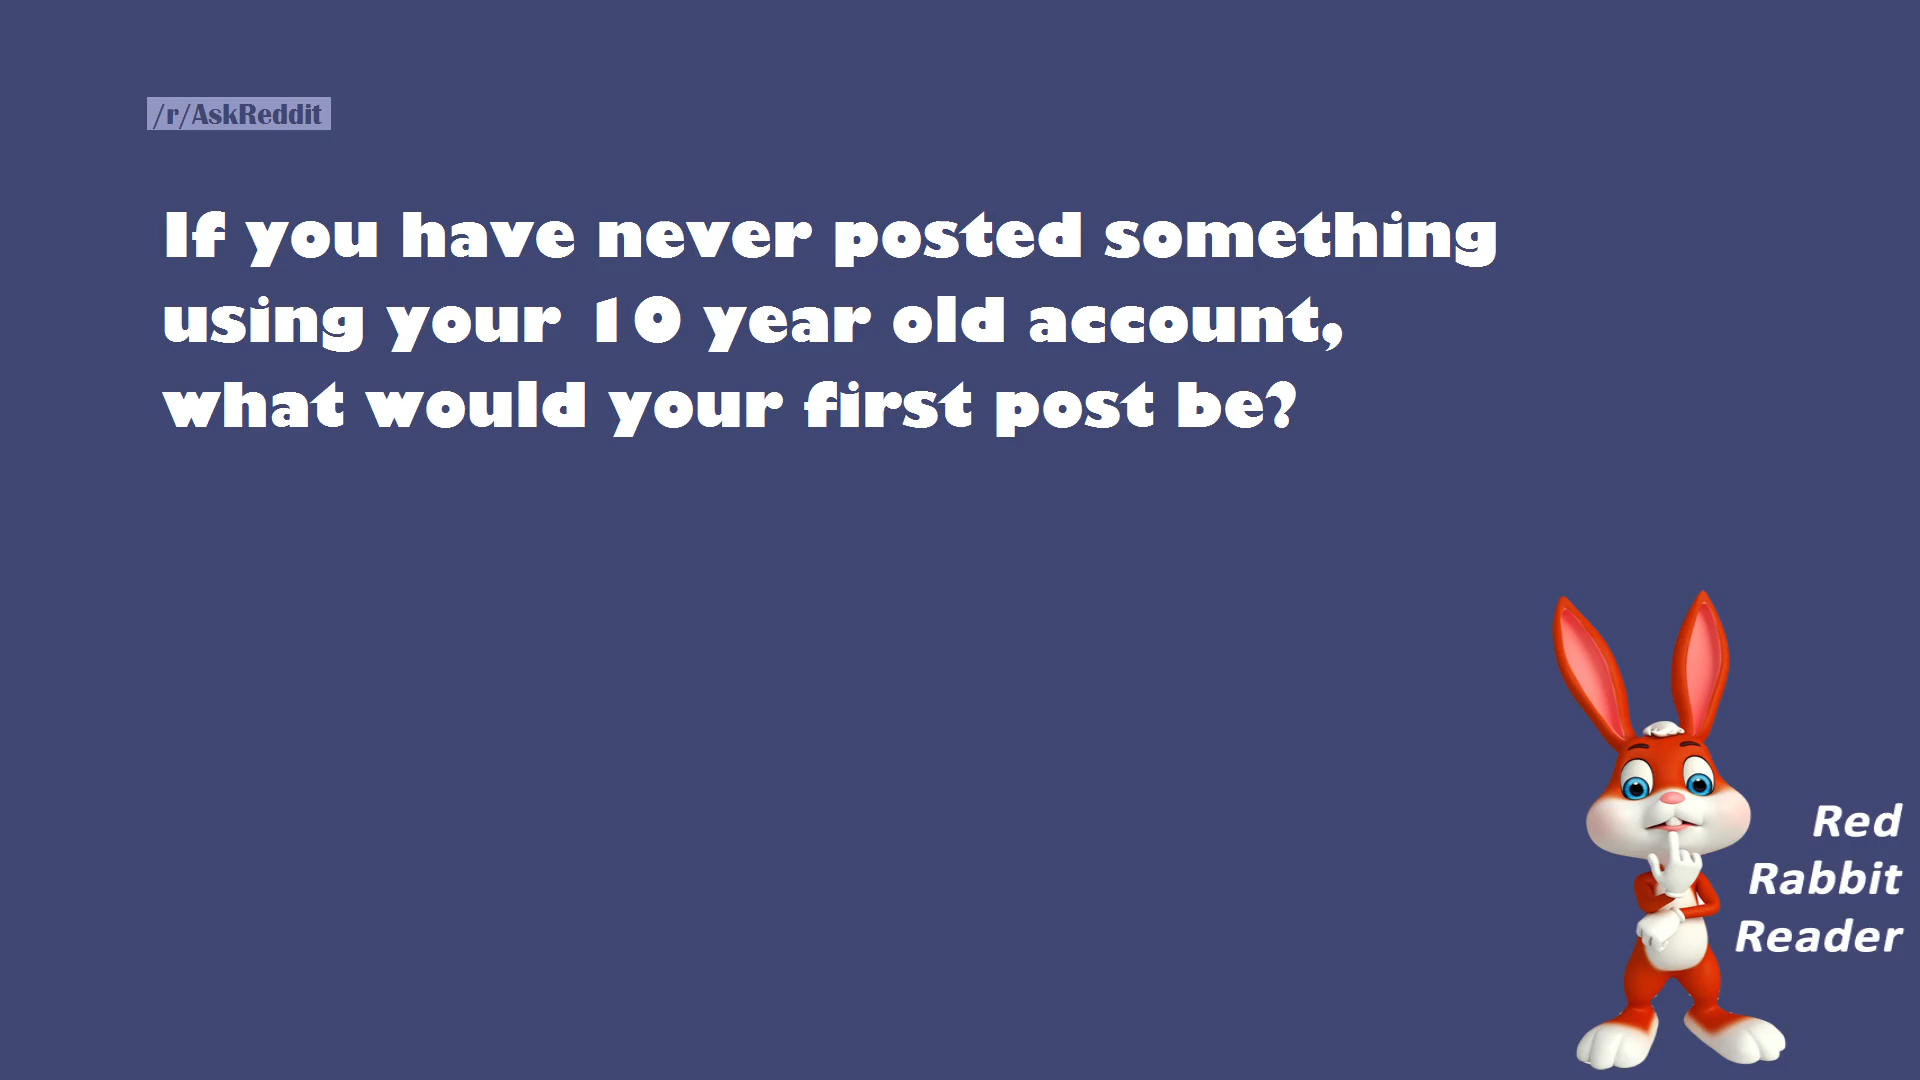 /r/AskReddit
If you have never posted something
using your 10 year old account,
what would your first post be?
Red
Rabbit
Reader